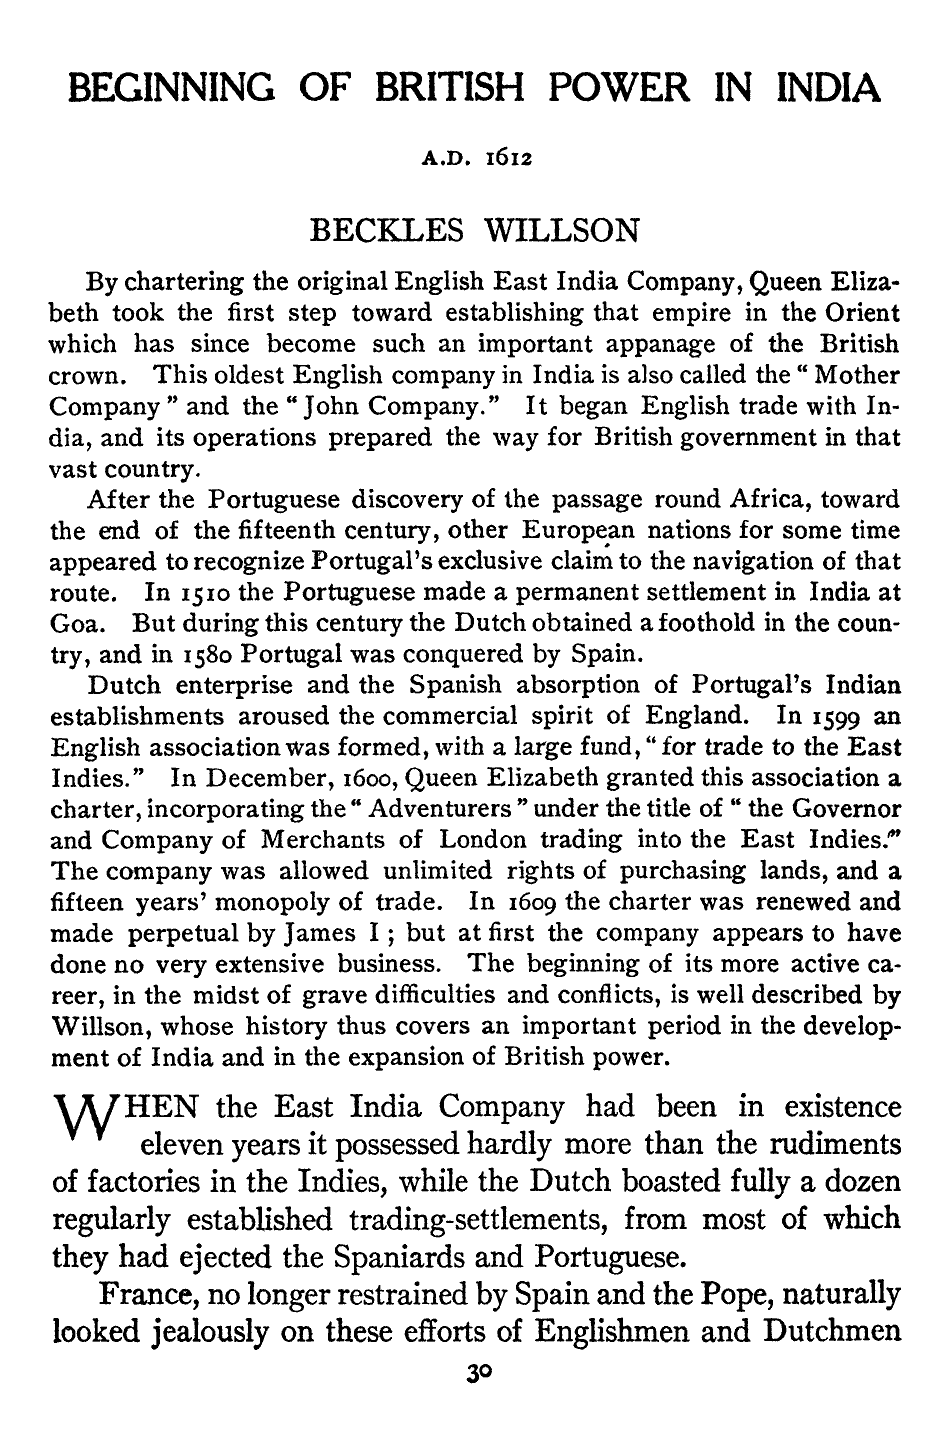 BEGINNING OF BRITISH POWER IN INDIA
A.D. 1612
BECKLES WILLSON
By chartering the original English East India Company, Queen Eliza-
beth took the first step toward establishing that empire in the Orient
which has since become such an important appanage of the British
crown. This oldest English company in India is also called the “ Mother
Company ” and the “ John Company.” It began English trade with In-
dia, and its operations prepared the way for British government in that
vast country.
After the Portuguese discovery of the passage round Africa, toward
the end of the fifteenth century, other European nations for some time
appeared to recognize Portugal’s exclusive claim to the navigation of that
route. In 1510 the Portuguese made a permanent settlement in India at
Goa. But during this century the Dutch obtained a foothold in the coun-
try, and in 1580 Portugal was conquered by Spain.
Dutch enterprise and the Spanish absorption of Portugal’s Indian
establishments aroused the commercial spirit of England. In 1599 an
English association was formed, with a large fund, “ for trade to the East
Indies.” In December, 1600, Queen Elizabeth granted this association a
charter, incorporating the “ Adventurers ” under the title of “ the Governor
and Company of Merchants of London trading into the East Indies.”
The company was allowed unlimited rights of purchasing lands, and a
fifteen years’ monopoly of trade. In 1609 the charter was renewed and
made perpetual by James I ; but at first the company appears to have
done no very extensive business. The beginning of its more active ca-
reer, in the midst of grave difficulties and conflicts, is well described by
Willson, whose history thus covers an important period in the develop-
ment of India and in the expansion of British power.
WHEN the East India Company had been in existence
eleven years it possessed hardly more than the rudiments
of factories in the Indies, while the Dutch boasted fully a dozen
regularly established trading-settlements, from most of which
they had ejected the Spaniards and Portuguese.
France, no longer restrained by Spain and the Pope, naturally
looked jealously on these efforts of Englishmen and Dutchmen
30